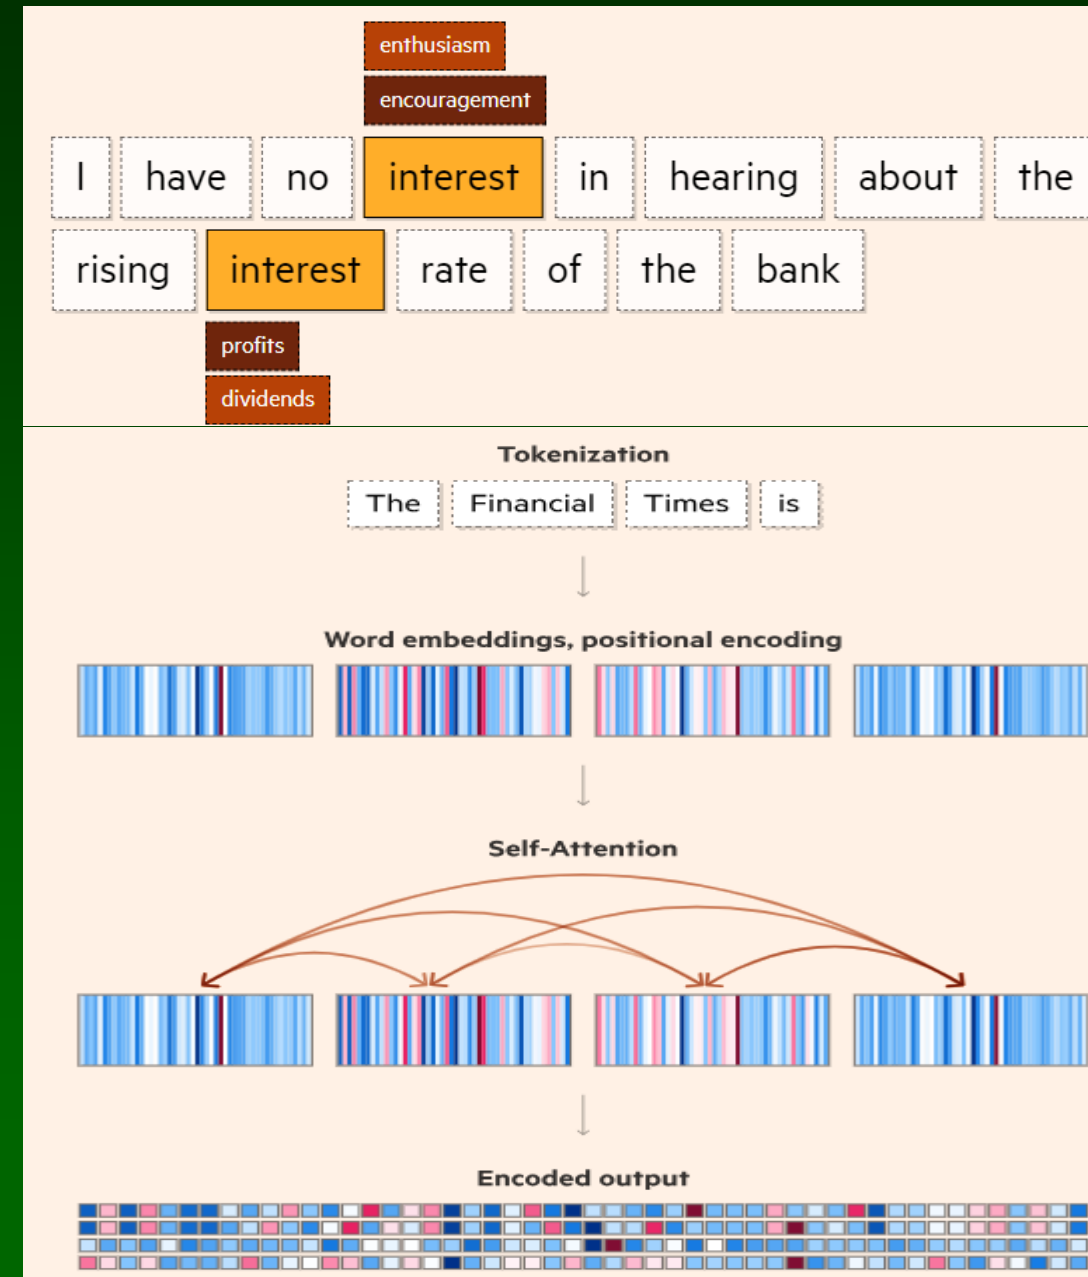 enthusiasm
encouragement
I have no interest in hearing about the
rising interest rate of the bank
profits
dividends
Tokenization
The Financial Times is
Word embeddings, positional encoding
Self-Attention
Encoded output